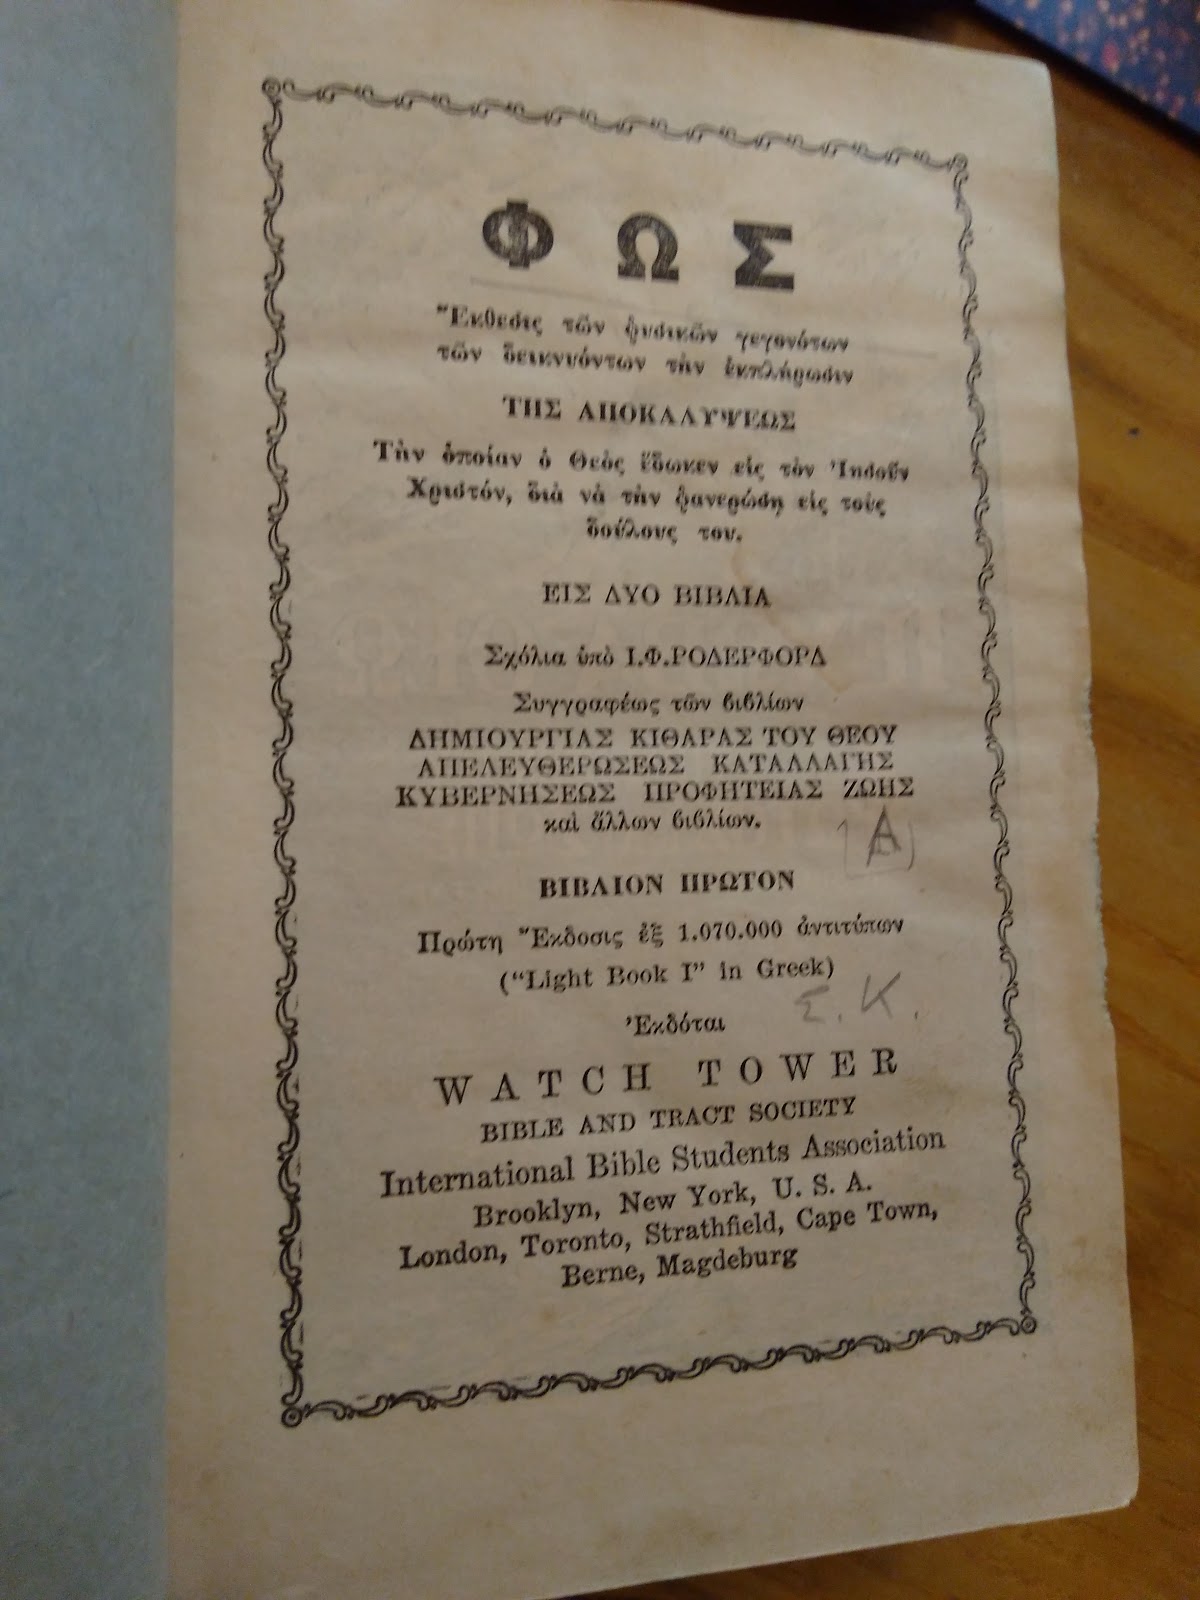 ΦΩΣ
Ἔκθεσις τῶν φυσικῶν γεγονότων
τῶν δεικνυόντων τὴν ἐκπλήρωσιν
ΤΗΣ ΑΠΟΚΑΛΥΨΕΩΣ
Τὴν ὁποίαν ὁ Θεὸς ἔδωκεν εἰς τὸν Ἰησοῦν
Χριστόν, διὰ νὰ τὴν φανερώσῃ εἰς τοὺς
δούλους του.
ΕΙΣ ΔΥΟ ΒΙΒΛΙΑ
Σχόλια ὑπὸ Ι.Φ.ΡΟΔΕΡΦΟΡΔ
Συγγραφέως τῶν βιβλίων
ΔΗΜΙΟΥΡΓΙΑΣ ΚΙΘΑΡΑΣ ΤΟΥ ΘΕΟΥ
ΑΠΕΛΕΥΘΕΡΩΣΕΩΣ ΚΑΤΑΛΛΑΓΗΣ
ΚΥΒΕΡΝΗΣΕΩΣ ΠΡΟΦΗΤΕΙΑΣ ΖΩΗΣ
καὶ ἄλλων βιβλίων.
(Α)
ΒΙΒΛΙΟΝ ΠΡΩΤΟΝ
Πρώτη Ἔκδοσις ἐξ 1.070.000 ἀντιτύπων
("Light Book I" in Greek)
Σ. Κ.
Ἐκδόται
WATCH TOWER
BIBLE AND TRACT SOCIETY
International Bible Students Association
Brooklyn, New York, U. S. A.
London, Toronto, Strathfield, Cape Town,
Berne, Magdeburg